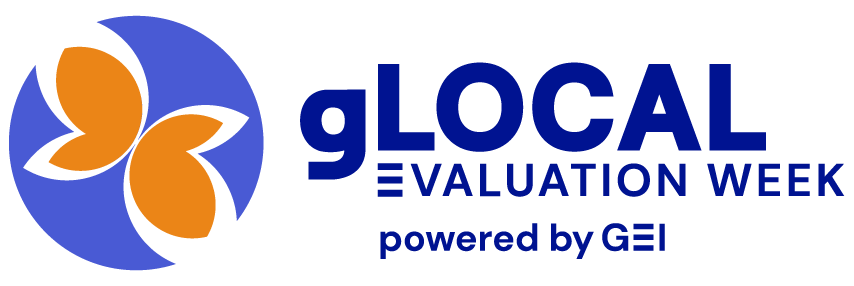 gLOCAL
EVALUATION WEEK
powered by GEI